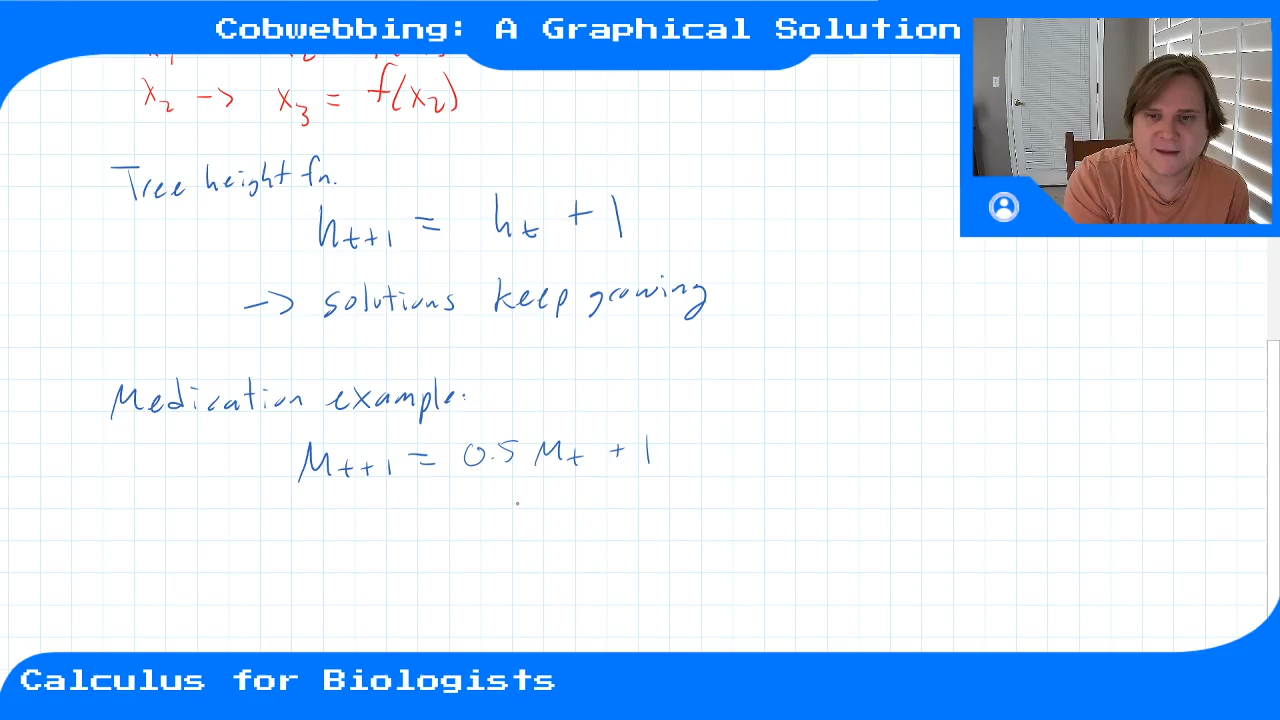 Cobwebbing: A Graphical Solution
x₂ -> x₃ = f(x₂)
Tree height fn.
hₜ₊₁ = hₜ + 1
-> solutions keep growing
Medication example:
Mₜ₊₁ = 0.5 Mₜ + 1
Calculus for Biologists